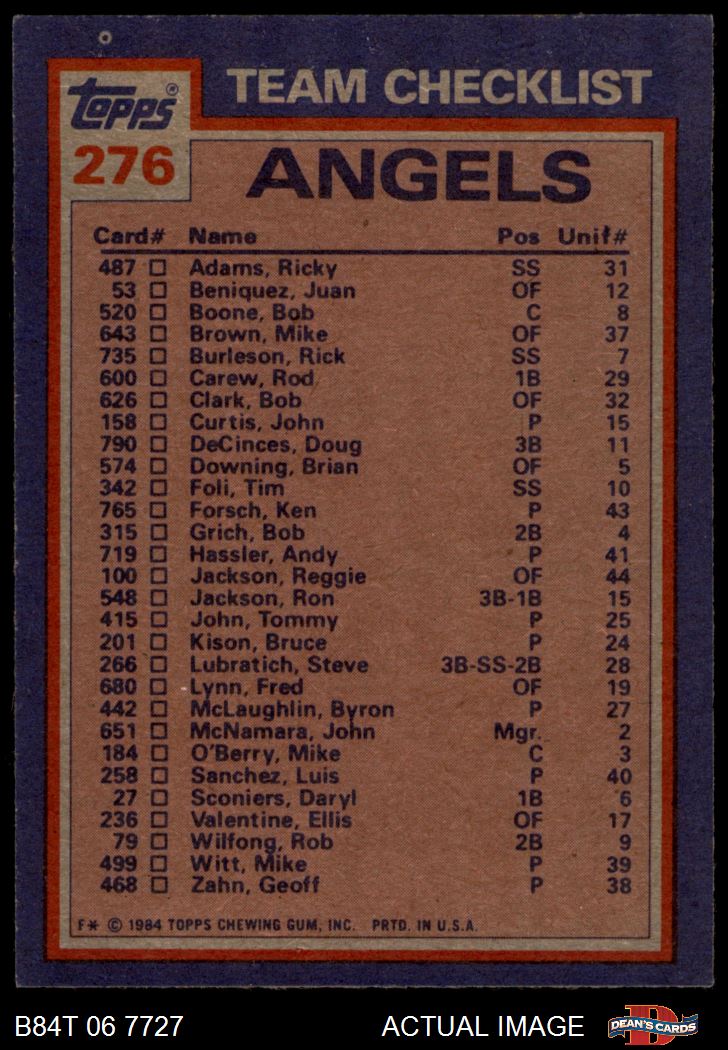 TEAM CHECKLIST
Topps®
276
ANGELS
Card# Name Pos Unif#
487 □ Adams, Ricky SS 31
53 □ Beniquez, Juan OF 12
520 □ Boone, Bob C 8
643 □ Brown, Mike OF 37
735 □ Burleson, Rick SS 7
600 □ Carew, Rod 1B 29
626 □ Clark, Bob OF 32
158 □ Curtis, John P 15
790 □ DeCinces, Doug 3B 11
574 □ Downing, Brian OF 5
342 □ Foli, Tim SS 10
765 □ Forsch, Ken P 43
315 □ Grich, Bob 2B 4
719 □ Hassler, Andy P 41
100 □ Jackson, Reggie OF 44
548 □ Jackson, Ron 3B-1B 15
415 □ John, Tommy P 25
201 □ Kison, Bruce P 24
266 □ Lubratich, Steve 3B-SS-2B 28
680 □ Lynn, Fred OF 19
442 □ McLaughlin, Byron P 27
651 □ McNamara, John Mgr. 2
184 □ O'Berry, Mike C 3
258 □ Sanchez, Luis P 40
27 □ Sconiers, Daryl 1B 6
236 □ Valentine, Ellis OF 17
79 □ Wilfong, Rob 2B 9
499 □ Witt, Mike P 39
468 □ Zahn, Geoff P 38
F* © 1984 TOPPS CHEWING GUM, INC. PRTD. IN U.S.A.
B84T 06 7727 ACTUAL IMAGE D DEAN'S CARDS